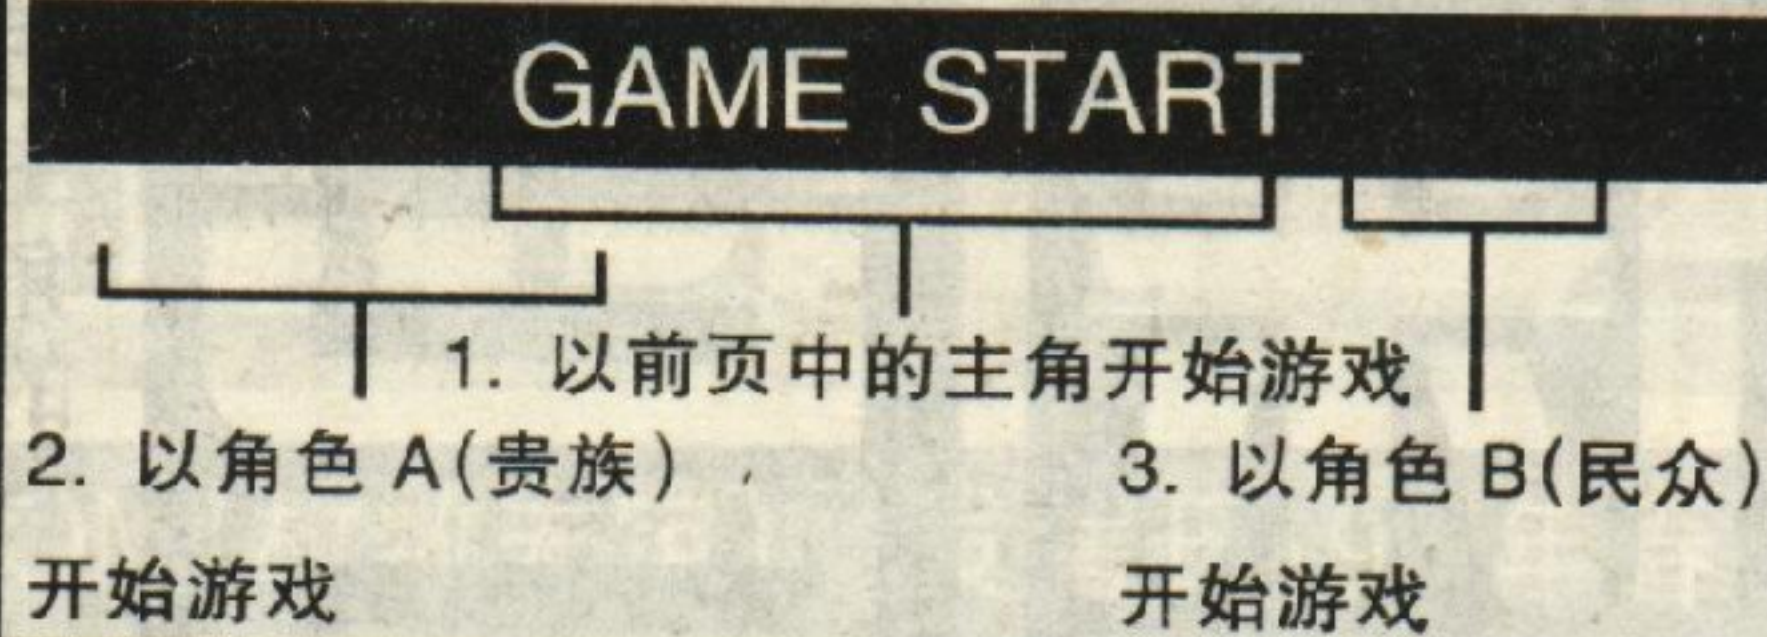 GAME START
1. 以前页中的主角开始游戏
2. 以角色 A(贵族)
开始游戏
3. 以角色 B(民众)
开始游戏